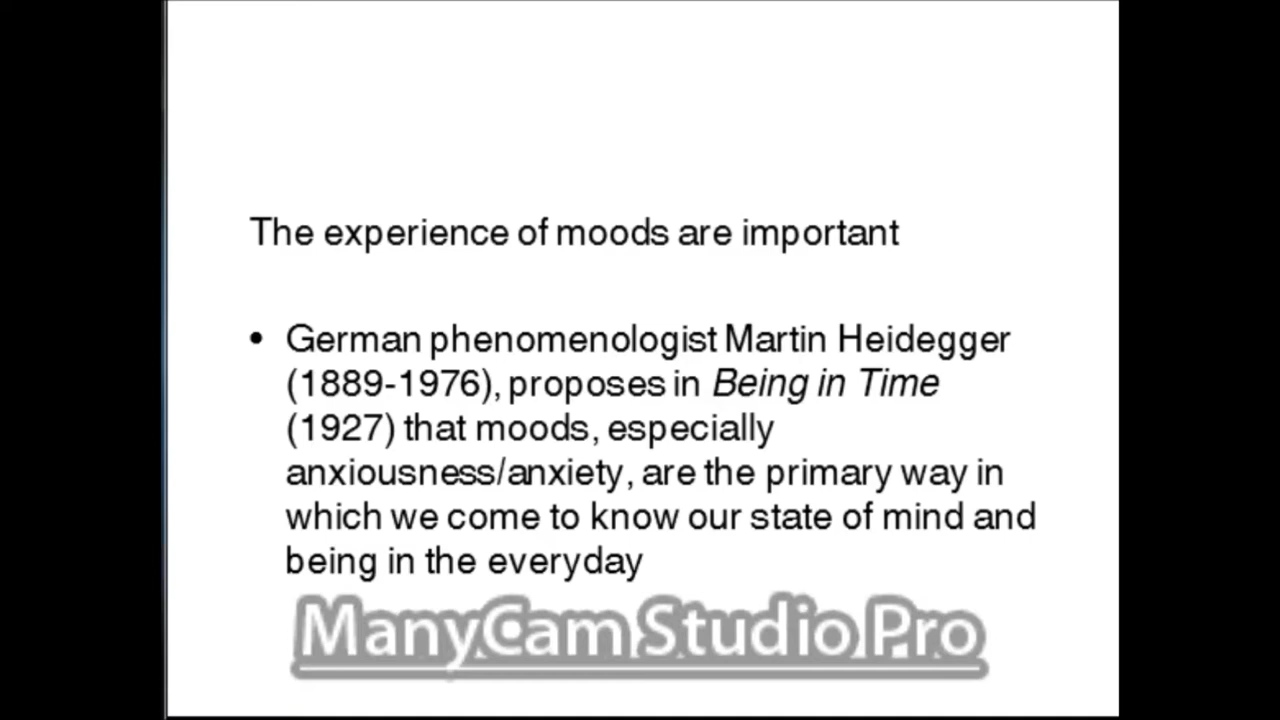 The experience of moods are important
• German phenomenologist Martin Heidegger
(1889-1976), proposes in Being in Time
(1927) that moods, especially
anxiousness/anxiety, are the primary way in
which we come to know our state of mind and
being in the everyday
ManyCam Studio Pro